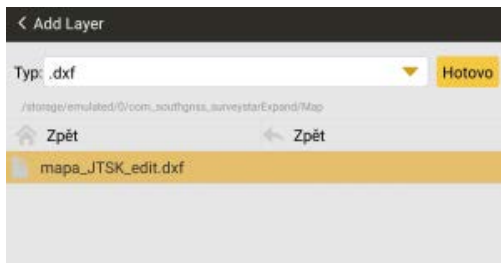 Add Layer
Typ: .dxf Hotovo
/storage/emulated/0/com_southgnss_surveystarExpand/Map
Zpět Zpět
mapa_JTSK_edit.dxf